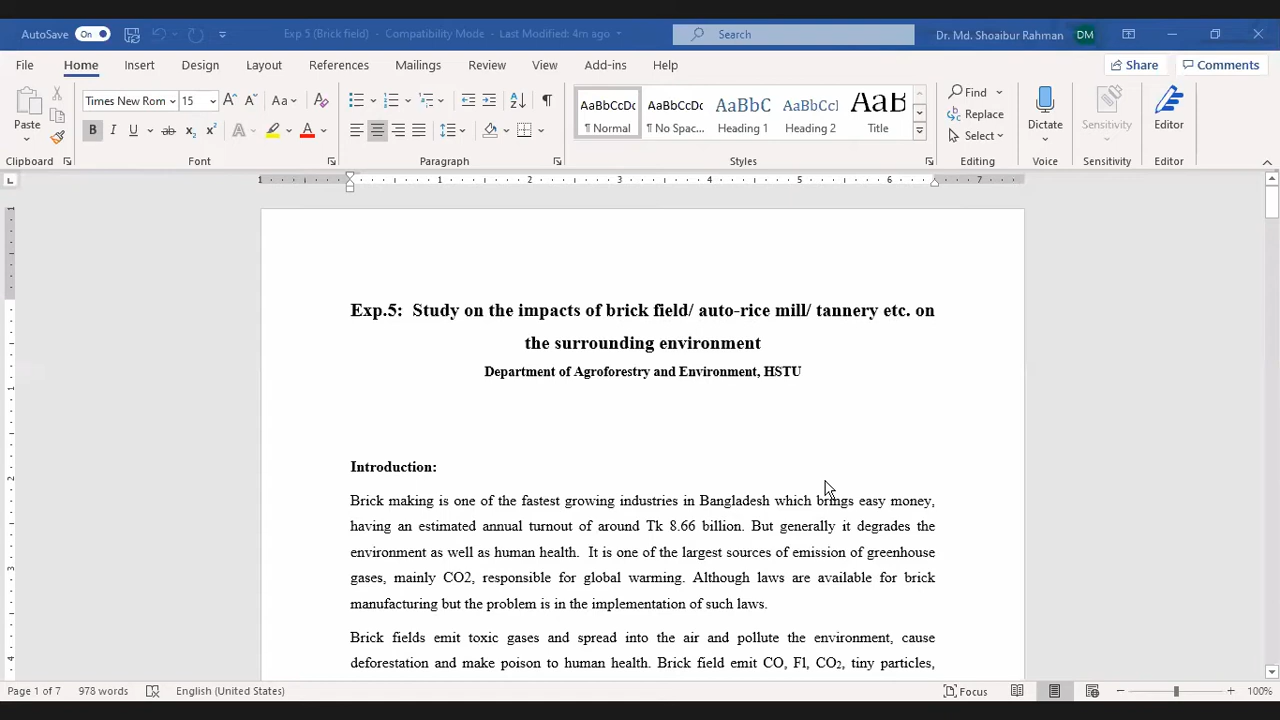 AutoSave On Exp 5 (Brick field) - Compatibility Mode - Last Modified: 4m ago Search Dr. Md. Shoaibur Rahman DM
File Home Insert Design Layout References Mailings Review View Add-ins Help Share Comments
Paste Times New Rom 15 AaBbCcDc AaBbCcDc AaBbC AaBbCcI AaB Find Replace Select Dictate Sensitivity Editor
¶ Normal ¶ No Spac... Heading 1 Heading 2 Title
Clipboard Font Paragraph Styles Editing Voice Sensitivity Editor
1 1 2 3 4 5 6 7
Exp.5: Study on the impacts of brick field/ auto-rice mill/ tannery etc. on
the surrounding environment
Department of Agroforestry and Environment, HSTU
Introduction:
Brick making is one of the fastest growing industries in Bangladesh which brings easy money,
having an estimated annual turnout of around Tk 8.66 billion. But generally it degrades the
environment as well as human health. It is one of the largest sources of emission of greenhouse
gases, mainly CO2, responsible for global warming. Although laws are available for brick
manufacturing but the problem is in the implementation of such laws.
Brick fields emit toxic gases and spread into the air and pollute the environment, cause
deforestation and make poison to human health. Brick field emit CO, Fl, CO₂, tiny particles,
Page 1 of 7 978 words English (United States) Focus 100%